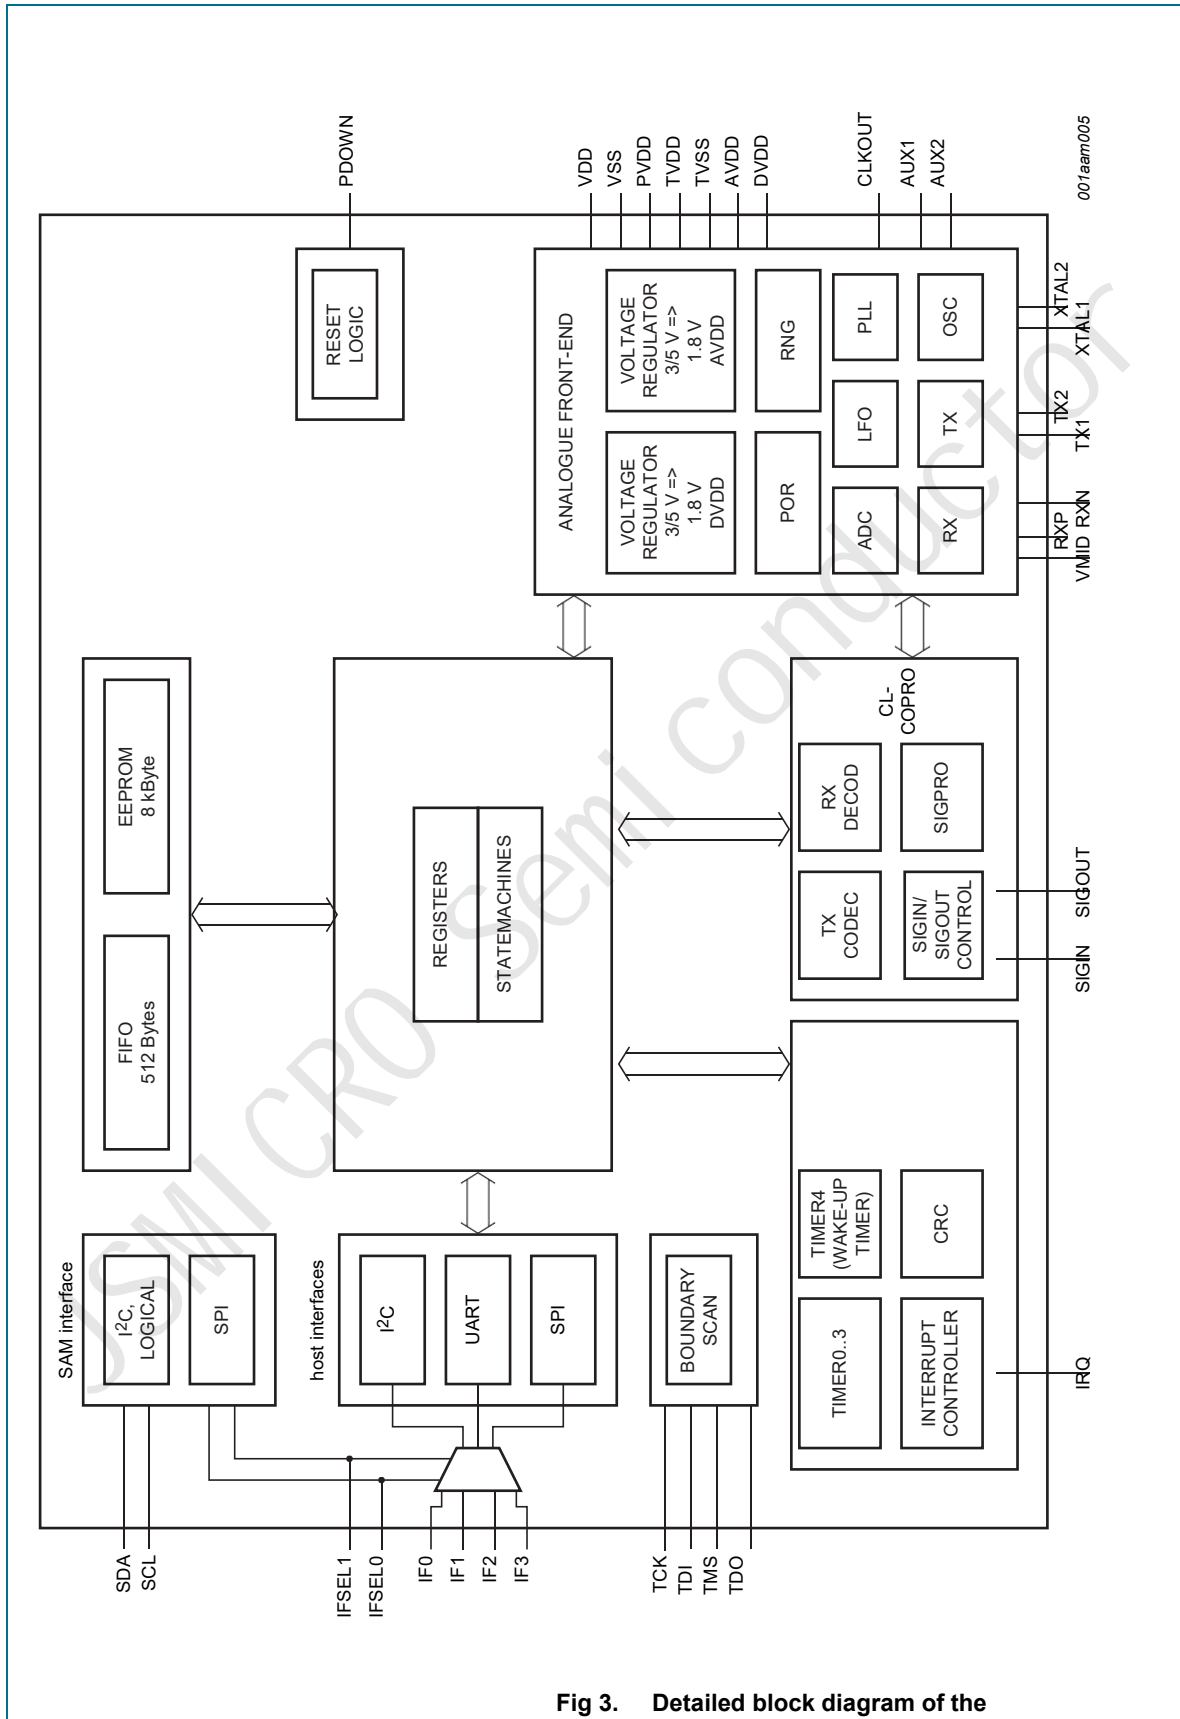 SAM interface
I²C,
LOGICAL
SPI
FIFO
512 Bytes
EEPROM
8 kByte
RESET
LOGIC
PDOWN
SDA
SCL
IFSEL1
IFSEL0
IF0
IF1
IF2
IF3
host interfaces
I²C
UART
SPI
REGISTERS
STATEMACHINES
ANALOGUE FRONT-END
VOLTAGE
REGULATOR
3/5 V =>
1.8 V
DVDD
VOLTAGE
REGULATOR
3/5 V =>
1.8 V
AVDD
POR
RNG
ADC
LFO
PLL
RX
TX
OSC
VDD
VSS
PVDD
TVDD
TVSS
AVDD
DVDD
CLKOUT
AUX1
AUX2
TCK
TDI
TMS
TDO
BOUNDARY
SCAN
TIMER0..3
TIMER4
(WAKE-UP
TIMER)
INTERRUPT
CONTROLLER
CRC
TX
CODEC
RX
DECOD
CL-
COPRO
SIGIN/
SIGOUT
CONTROL
SIGPRO
IRQ
SIGIN
SIGOUT
VMID
RXP
RXN
TX1
TX2
XTAL1
XTAL2
001aam005
JSMICRO Semiconductor
Fig 3. Detailed block diagram of the